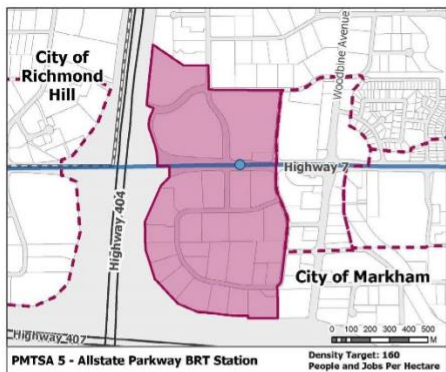 City of
Richmond
Hill
Woodbine Avenue
Highway 7
Highway 404
City of Markham
Highway 407
0
100
200
300
400
500
M
PMTSA 5 - Allstate Parkway BRT Station
Density Target: 160
People and Jobs Per Hectare